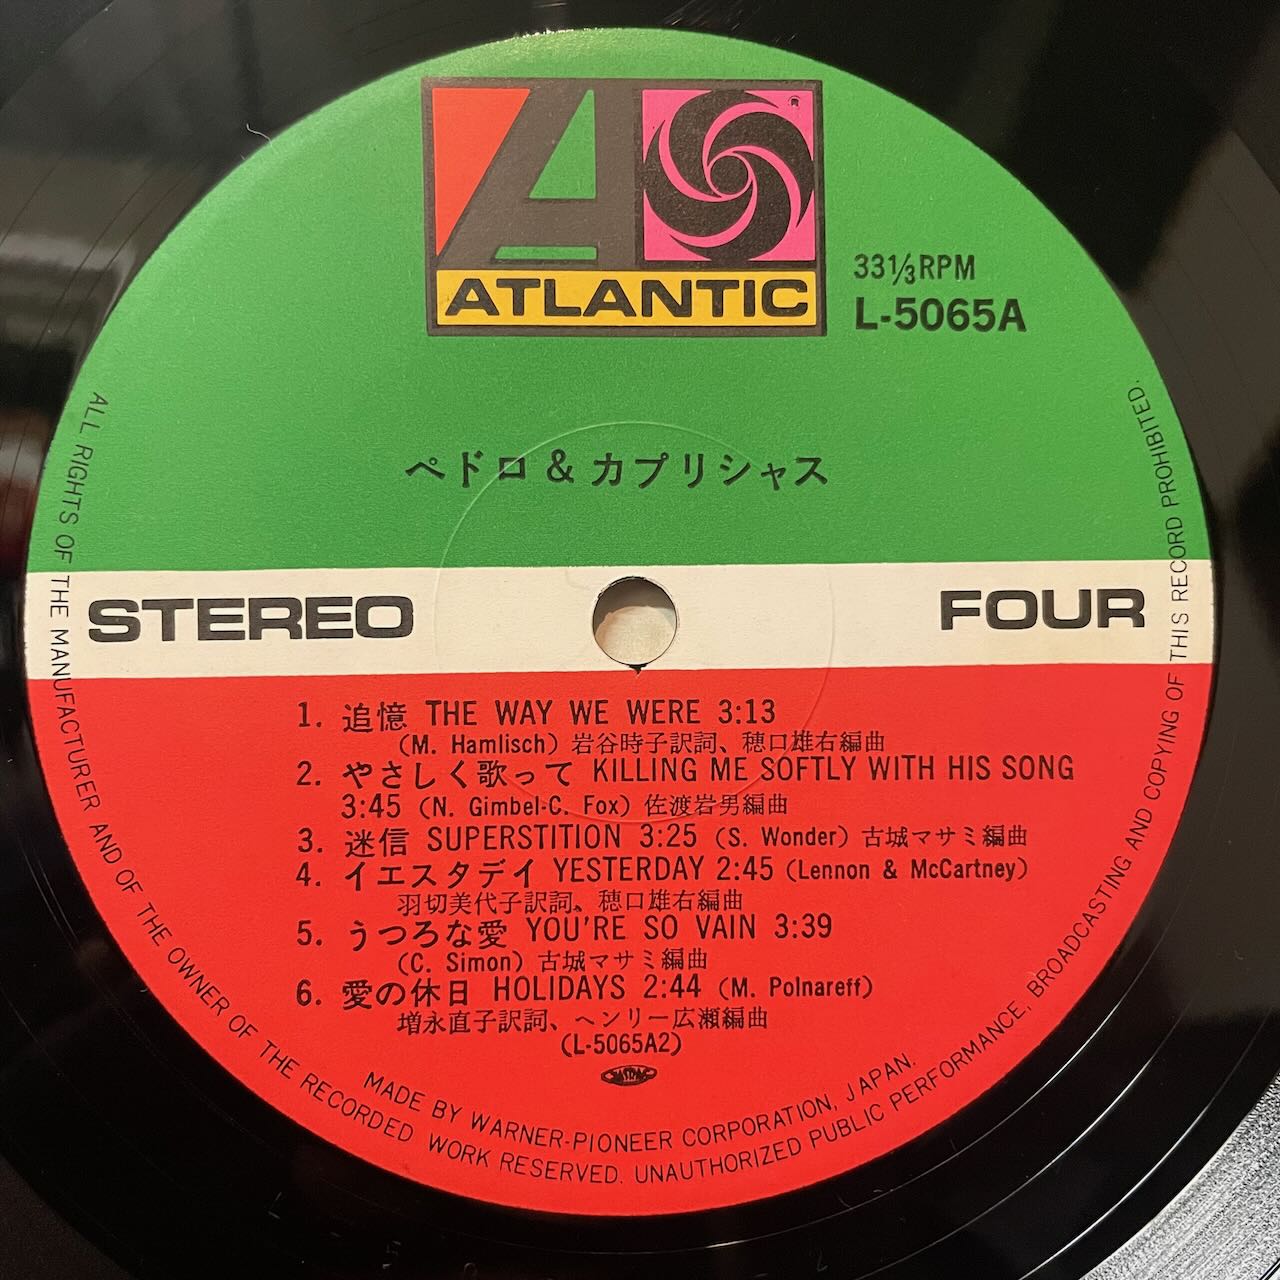 ATLANTIC
33⅓RPM
L-5065A
ペドロ&カプリシャス
STEREO
FOUR
1. 追憶 THE WAY WE WERE 3:13
(M. Hamlisch) 岩谷時子訳詞、穂口雄右編曲
2. やさしく歌って KILLING ME SOFTLY WITH HIS SONG
3:45 (N. Gimbel-C. Fox) 佐渡岩男編曲
3. 迷信 SUPERSTITION 3:25 (S. Wonder) 古城マサミ編曲
4. イエスタデイ YESTERDAY 2:45 (Lennon & McCartney)
羽切美代子訳詞、穂口雄右編曲
5. うつろな愛 YOU'RE SO VAIN 3:39
(C. Simon) 古城マサミ編曲
6. 愛の休日 HOLIDAYS 2:44 (M. Polnareff)
増永直子訳詞、ヘンリー広瀬編曲
(L-5065A2)
MADE BY WARNER-PIONEER CORPORATION, JAPAN.
ALL RIGHTS OF THE MANUFACTURER AND OF THE OWNER OF THE RECORDED WORK RESERVED. UNAUTHORIZED PUBLIC PERFORMANCE, BROADCASTING AND COPYING OF THIS RECORD PROHIBITED.